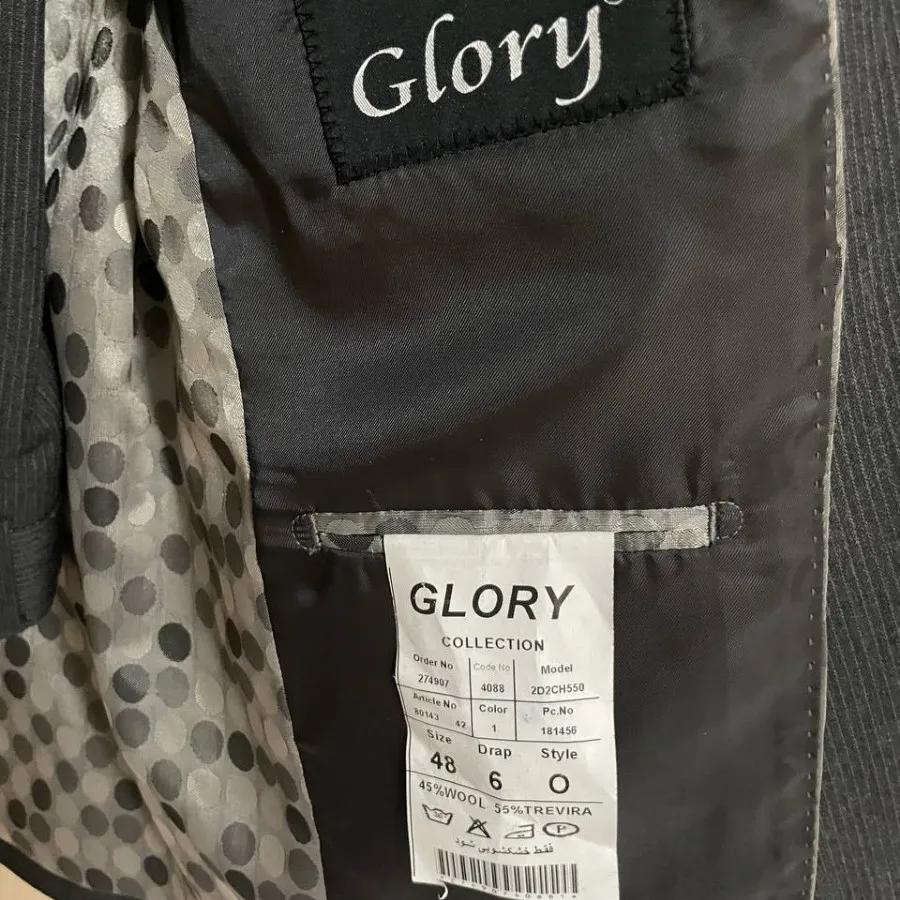 Glory
GLORY
COLLECTION
Order No Code No Model
274907 4088 2D2CH550
Article No Color Pc.No
80143 42 1 181456
Size Drap Style
48 6 O
45%WOOL 55%TREVIRA
30 P
فقط خشکشویی شود